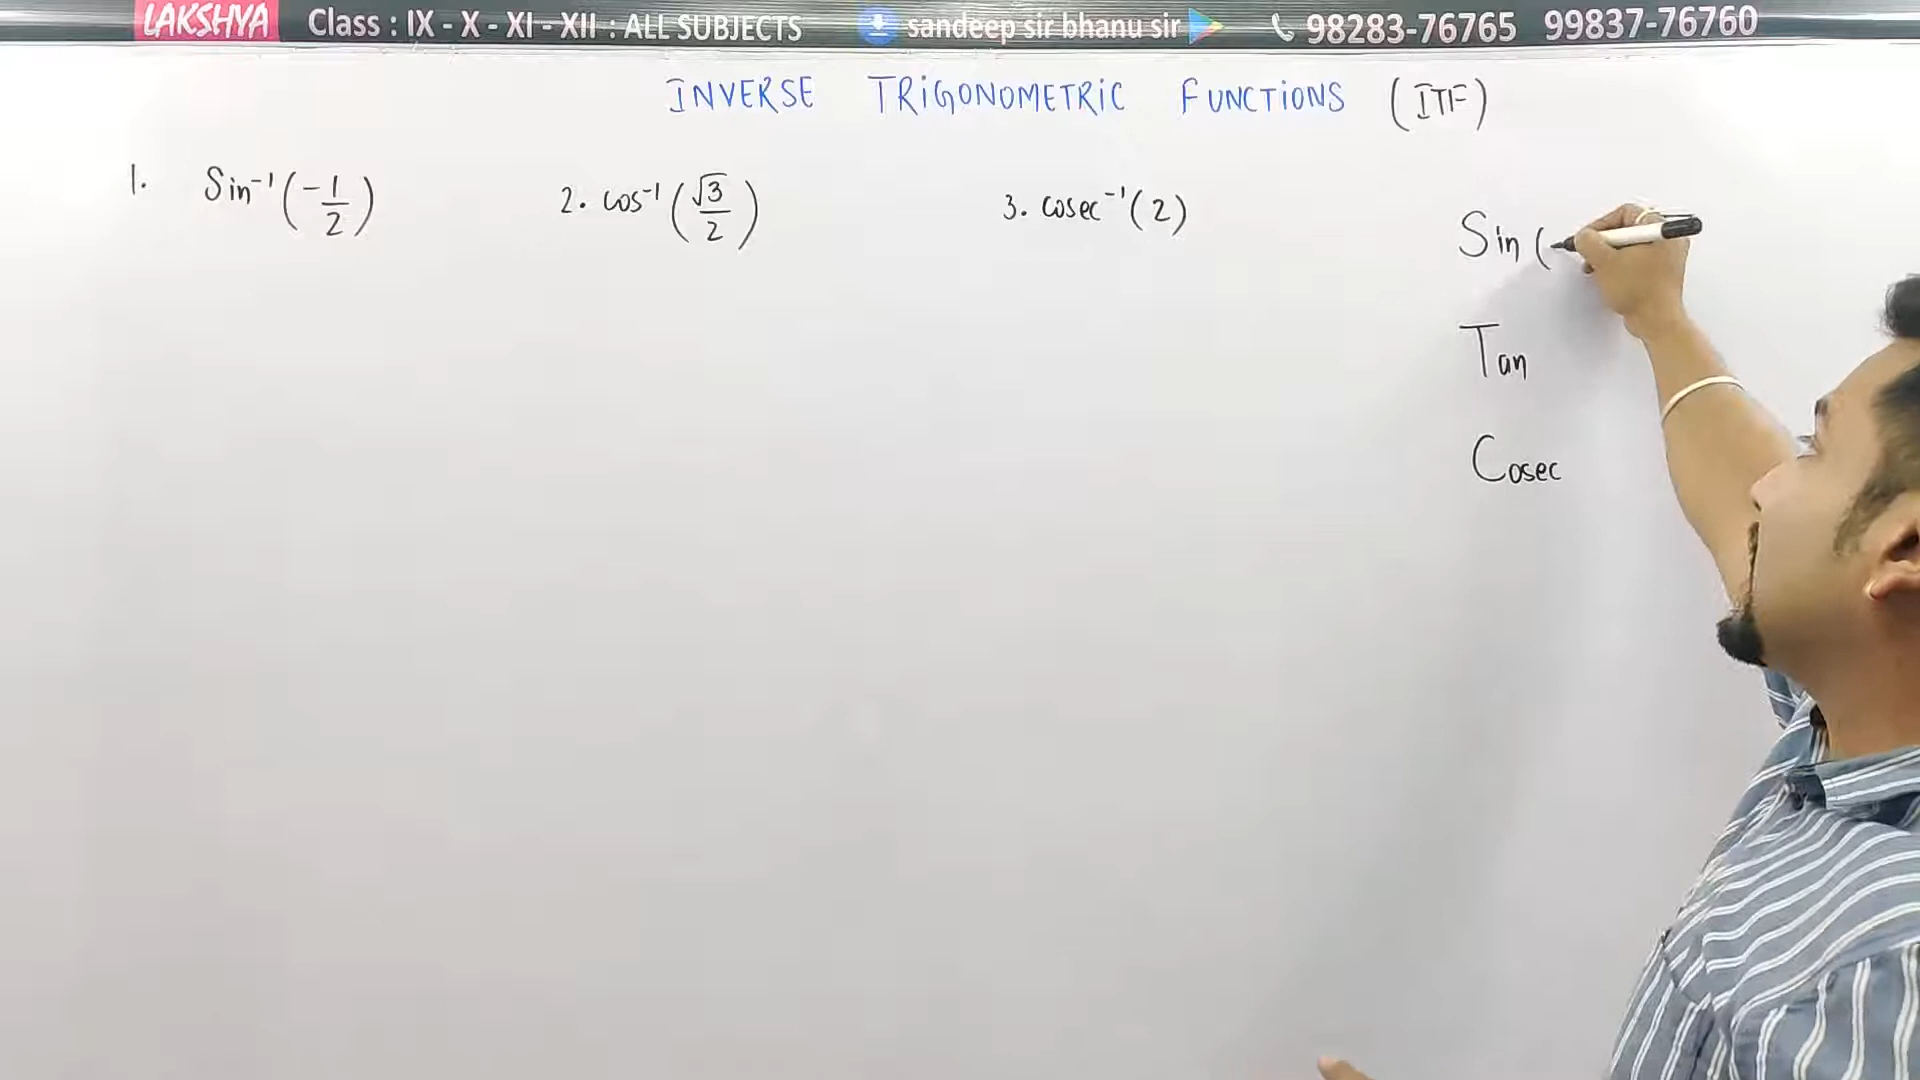 LAKSHYA Class : IX - X - XI - XII : ALL SUBJECTS sandeep sir bhanu sir 98283-76765 99837-76760
INVERSE TRIGONOMETRIC FUNCTIONS (ITF)
1. Sin⁻¹(-1/2) 2. cos⁻¹(√3/2) 3. cosec⁻¹(2)
Sin (-
Tan
Cosec